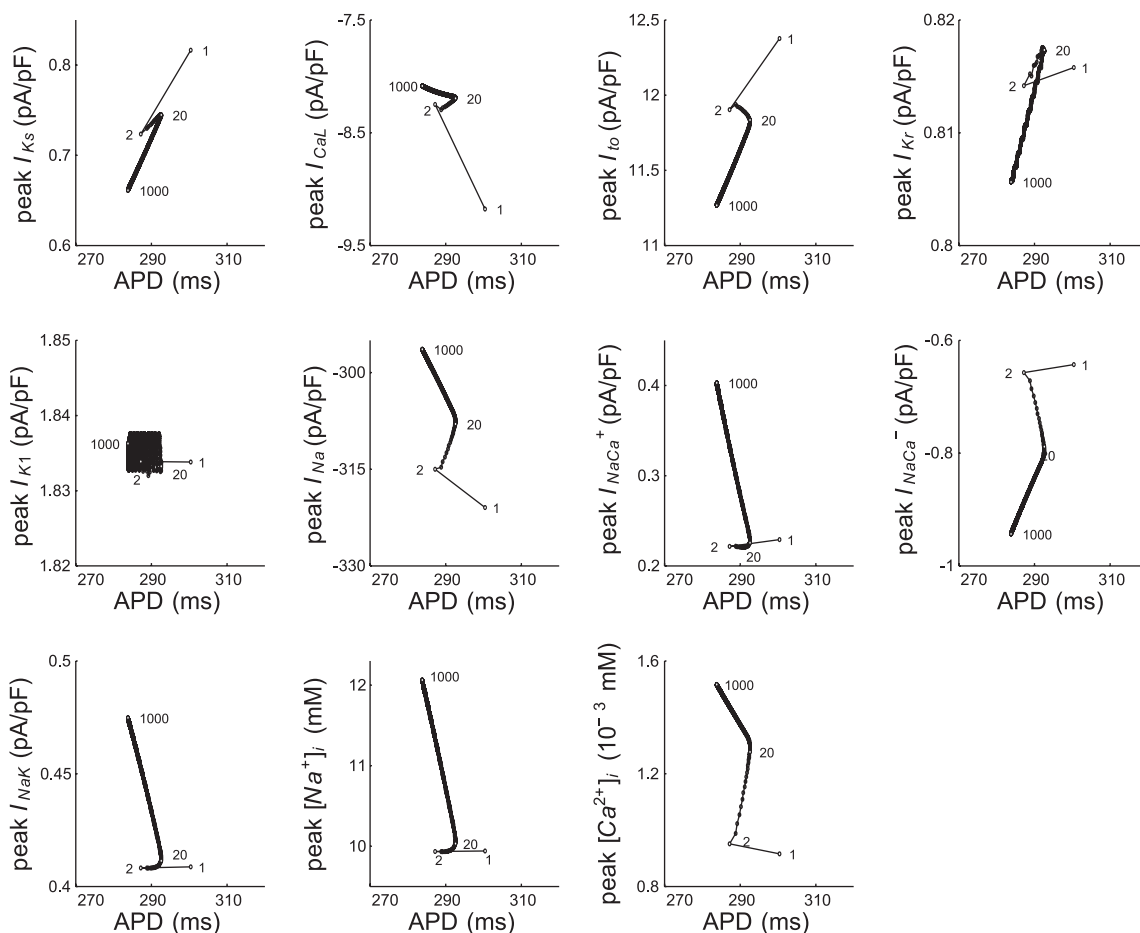 peak I_Ks (pA/pF)
0.8
0.7
0.6
1
2
20
1000
270 290 310
APD (ms)
peak I_CaL (pA/pF)
-7.5
-8.5
-9.5
1000
20
2
1
270 290 310
APD (ms)
peak I_to (pA/pF)
12.5
12
11.5
11
1
2
20
1000
270 290 310
APD (ms)
peak I_Kr (pA/pF)
0.82
0.81
0.8
20
1
2
1000
270 290 310
APD (ms)
peak I_K1 (pA/pF)
1.85
1.84
1.83
1.82
1000
1
2
20
270 290 310
APD (ms)
peak I_Na (pA/pF)
-300
-315
-330
1000
20
2
1
270 290 310
APD (ms)
peak I_NaCa⁺ (pA/pF)
0.4
0.3
0.2
1000
1
2
20
270 290 310
APD (ms)
peak I_NaCa⁻ (pA/pF)
-0.6
-0.8
-1
1
2
20
1000
270 290 310
APD (ms)
peak I_NaK (pA/pF)
0.5
0.45
0.4
1000
20
2
1
270 290 310
APD (ms)
peak [Na⁺]_i (mM)
12
11
10
1000
20
2
1
270 290 310
APD (ms)
peak [Ca²⁺]_i (10⁻³ mM)
1.6
1.2
0.8
1000
20
2
1
270 290 310
APD (ms)